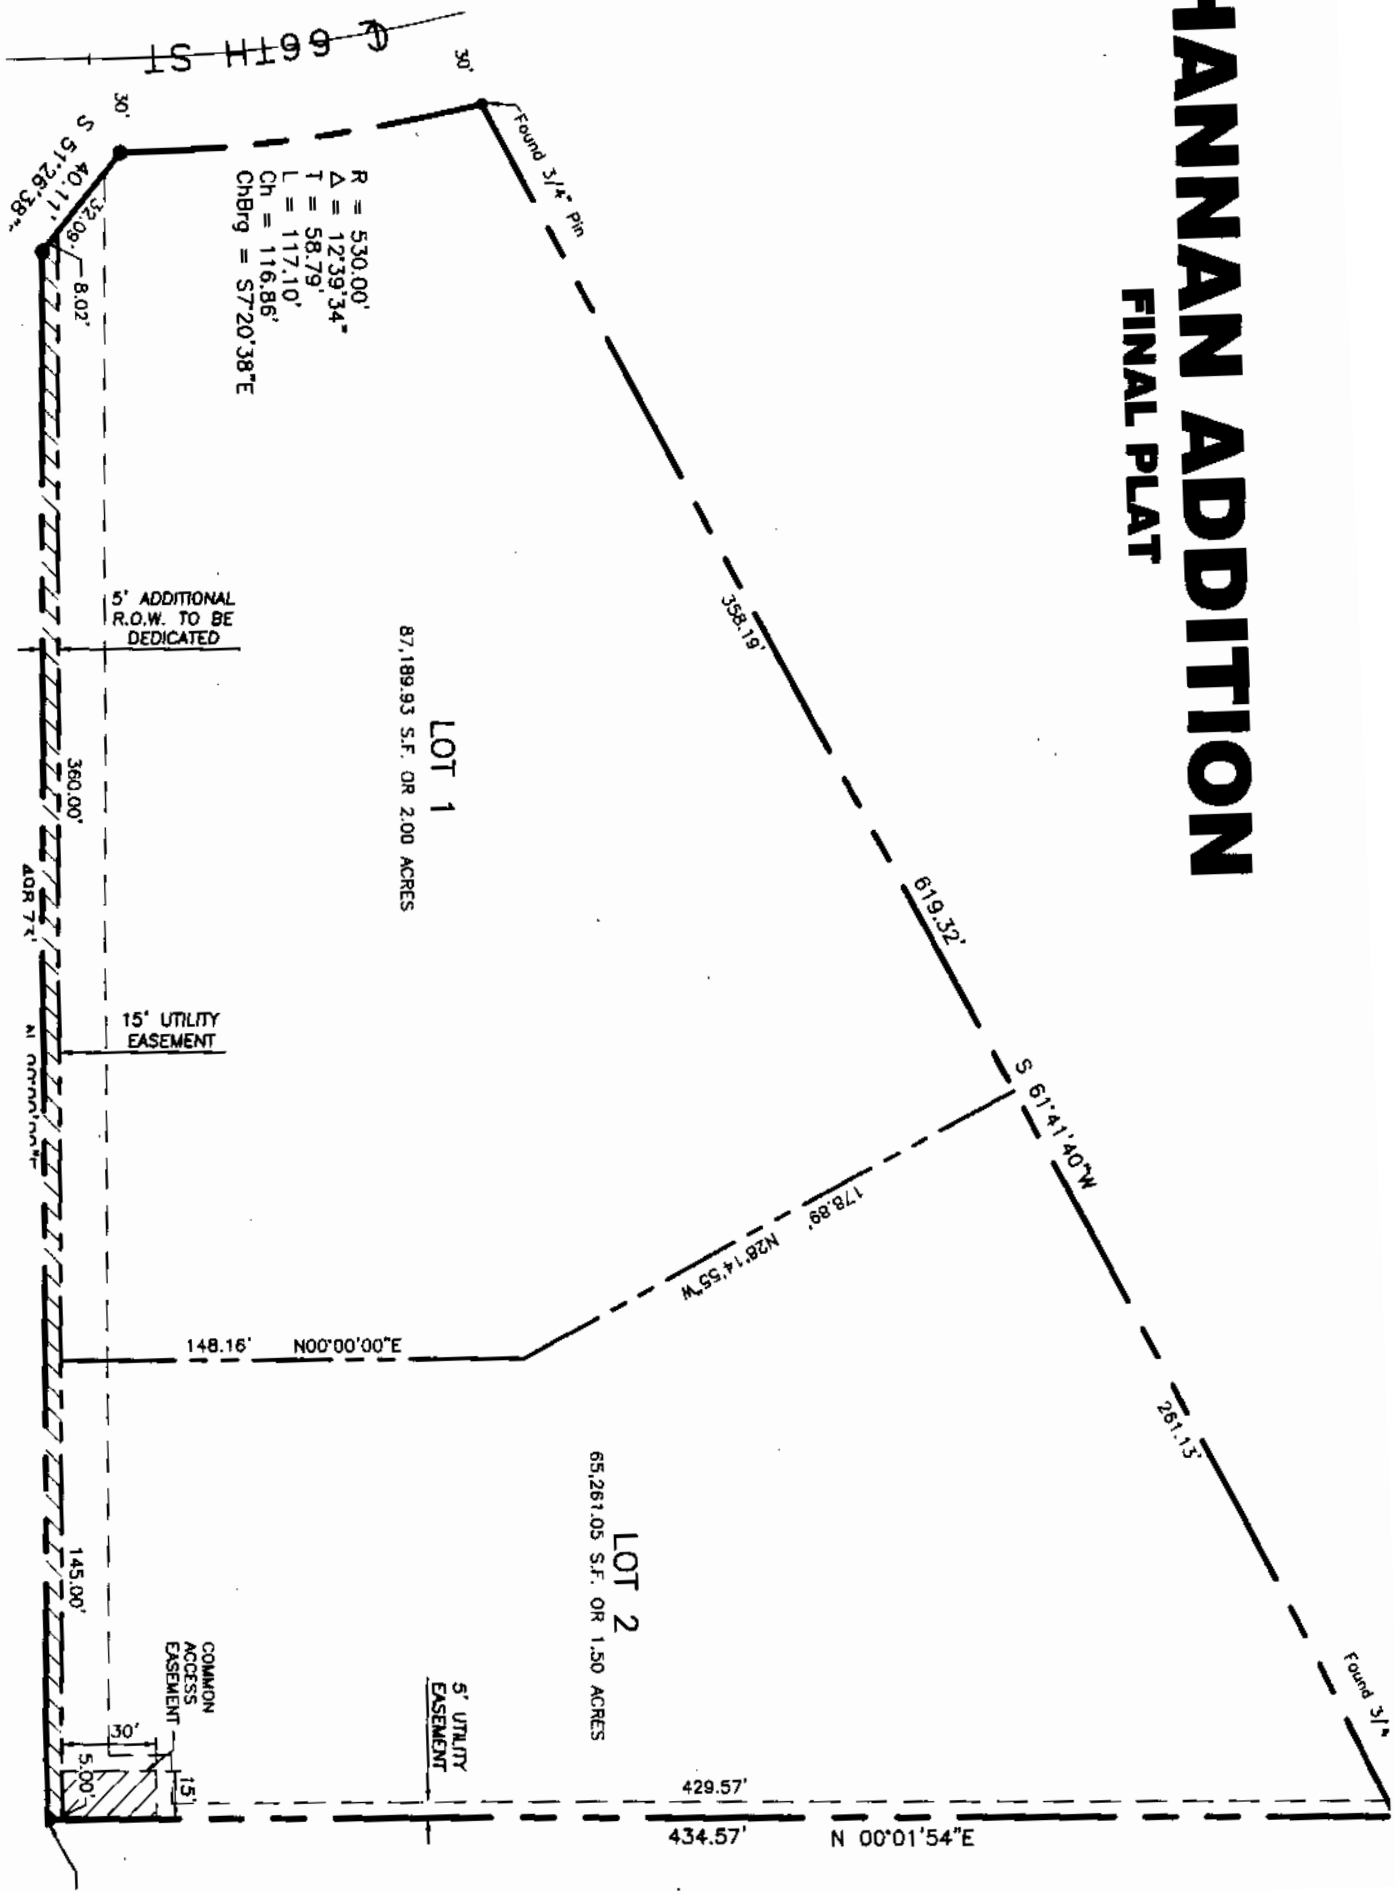 HANNAN ADDITION
FINAL PLAT
℄ 66TH ST
30'
30'
Found 3/4" Pin
S 51°26'38"
40.11'
32.09'
8.02'
R = 530.00'
Δ = 12°39'34"
T = 58.79'
L = 117.10'
Ch = 116.86'
ChBrg = S7°20'38"E
358.19'
619.32'
S 61°41'40"W
261.13'
Found 3/4"
5' ADDITIONAL
R.O.W. TO BE
DEDICATED
LOT 1
87,189.93 S.F. OR 2.00 ACRES
360.00'
15' UTILITY
EASEMENT
178.89'
N28°14'55"W
148.16' N00°00'00"E
LOT 2
65,261.05 S.F. OR 1.50 ACRES
145.00'
COMMON
ACCESS
EASEMENT
5' UTILITY
EASEMENT
30'
15'
5.00'
429.57'
434.57' N 00°01'54"E